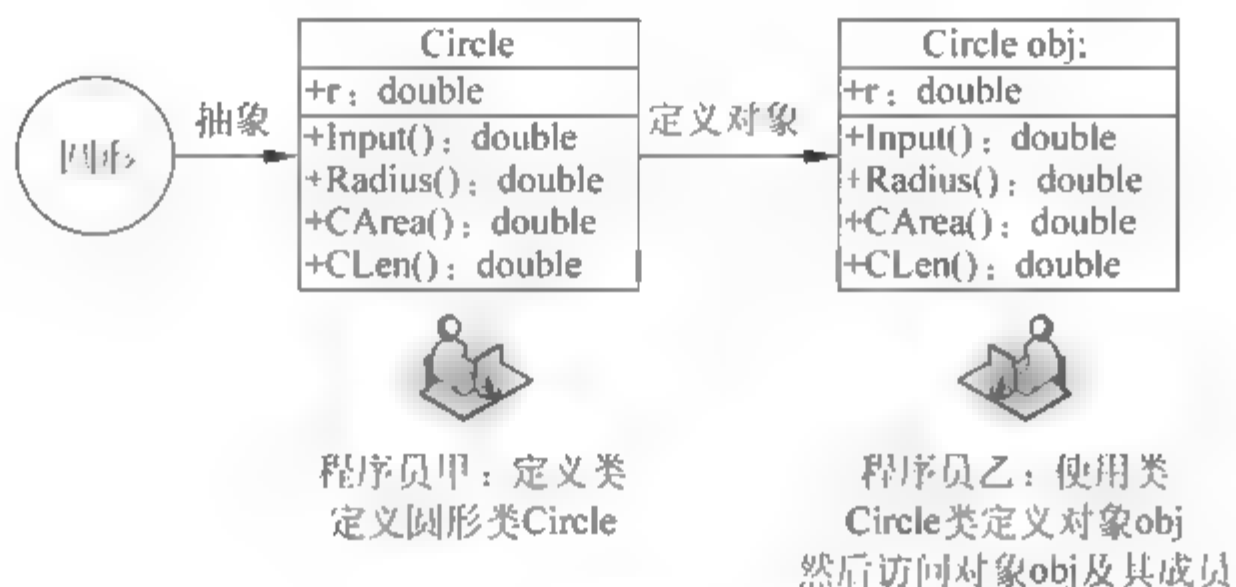 圆形
抽象
Circle
+r：double
+Input()：double
+Radius()：double
+CArea()：double
+CLen()：double
定义对象
Circle obj:
+r：double
+Input()：double
+Radius()：double
+CArea()：double
+CLen()：double
程序员甲：定义类
定义圆形类Circle
程序员乙：使用类
Circle类定义对象obj
然后访问对象obj及其成员